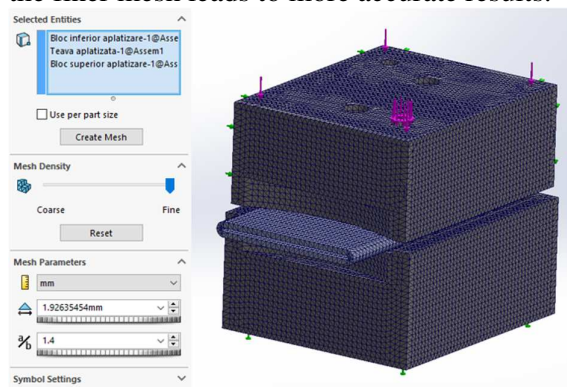 the finer mesh leads to more accurate results.
Selected Entities
Bloc inferior aplatizare-1@Asse
Teava aplatizata-1@Assem1
Bloc superior aplatizare-1@Ass
Use per part size
Create Mesh
Mesh Density
Coarse Fine
Reset
Mesh Parameters
mm
1.92635454mm
a/b 1.4
Symbol Settings